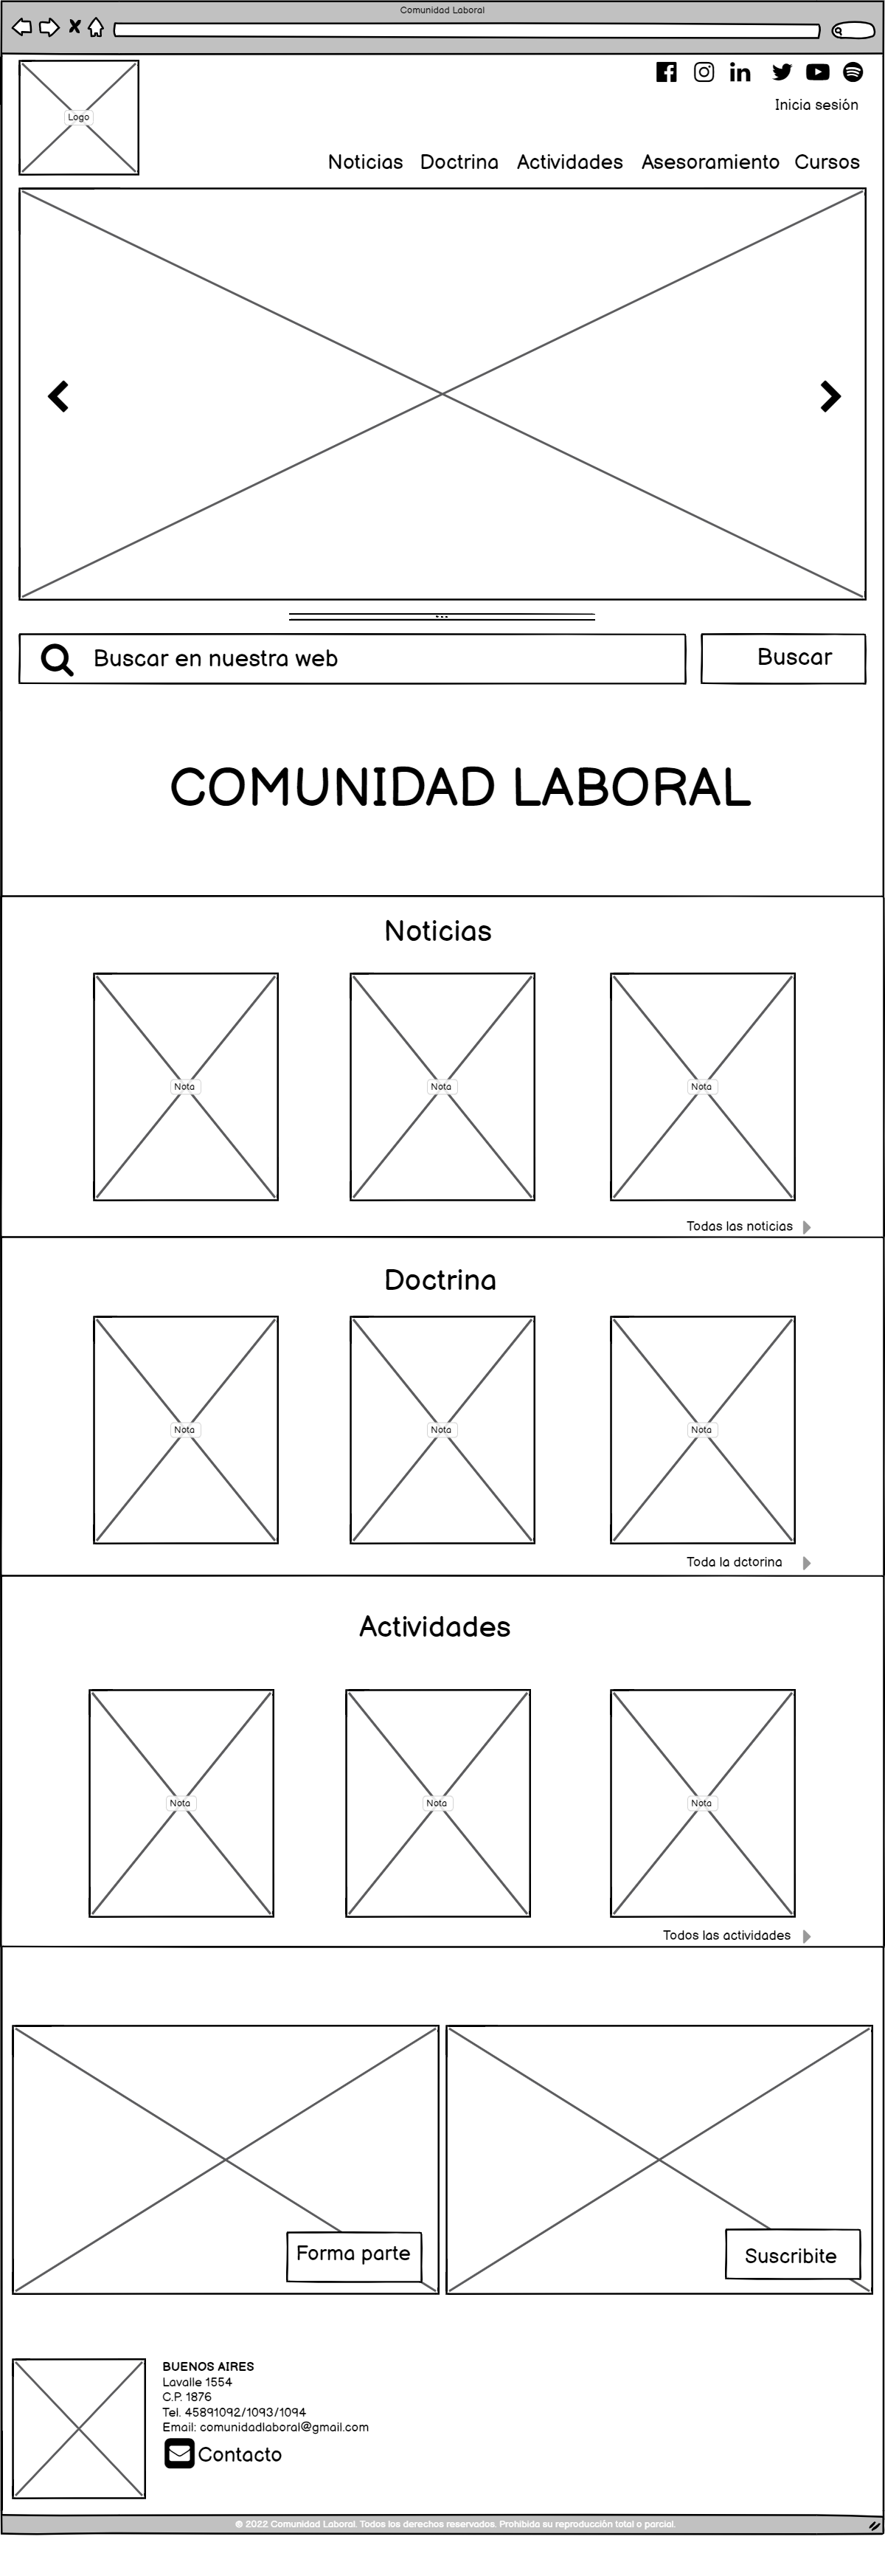 Comunidad Laboral
Logo
Inicia sesión
Noticias Doctrina Actividades Asesoramiento Cursos
Buscar en nuestra web
Buscar
COMUNIDAD LABORAL
Noticias
Nota Nota Nota
Todas las noticias
Doctrina
Nota Nota Nota
Toda la dctorina
Actividades
Nota Nota Nota
Todos las actividades
Forma parte
Suscribite
BUENOS AIRES
Lavalle 1554
C.P. 1876
Tel. 45891092/1093/1094
Email: comunidadlaboral@gmail.com
Contacto
© 2022 Comunidad Laboral. Todos los derechos reservados. Prohibida su reproducción total o parcial.